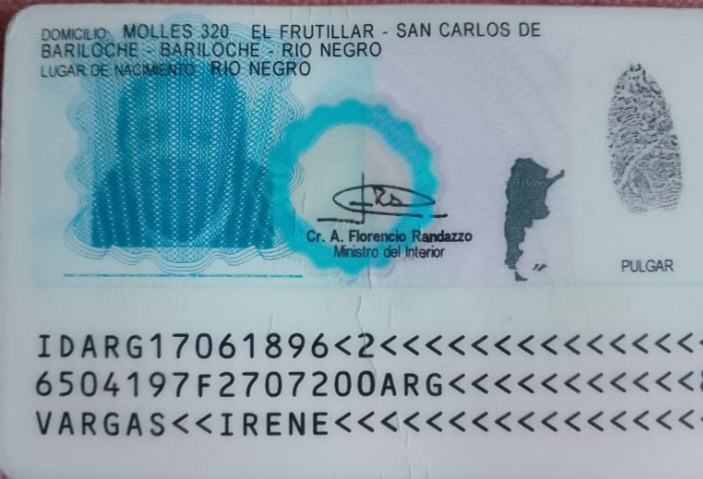 DOMICILIO: MOLLES 320 EL FRUTILLAR - SAN CARLOS DE
BARILOCHE - BARILOCHE - RIO NEGRO
LUGAR DE NACIMIENTO: RIO NEGRO
Cr. A. Florencio Randazzo
Ministro del Interior
PULGAR
IDARG17061896<2<<<<<<<<<<<<<<<
6504197F2707200ARG<<<<<<<<<<<
VARGAS<<IRENE<<<<<<<<<<<<<<<<<